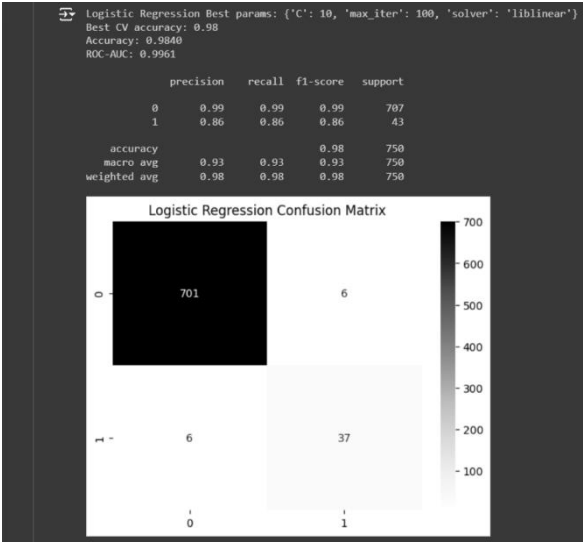 Logistic Regression Best params: {'C': 10, 'max_iter': 100, 'solver': 'liblinear'}
Best CV accuracy: 0.98
Accuracy: 0.9840
ROC-AUC: 0.9961
precision recall f1-score support
0 0.99 0.99 0.99 707
1 0.86 0.86 0.86 43
accuracy 0.98 750
macro avg 0.93 0.93 0.93 750
weighted avg 0.98 0.98 0.98 750
Logistic Regression Confusion Matrix
700
600
0 701 6
500
400
300
200
1 6 37
100
0 1